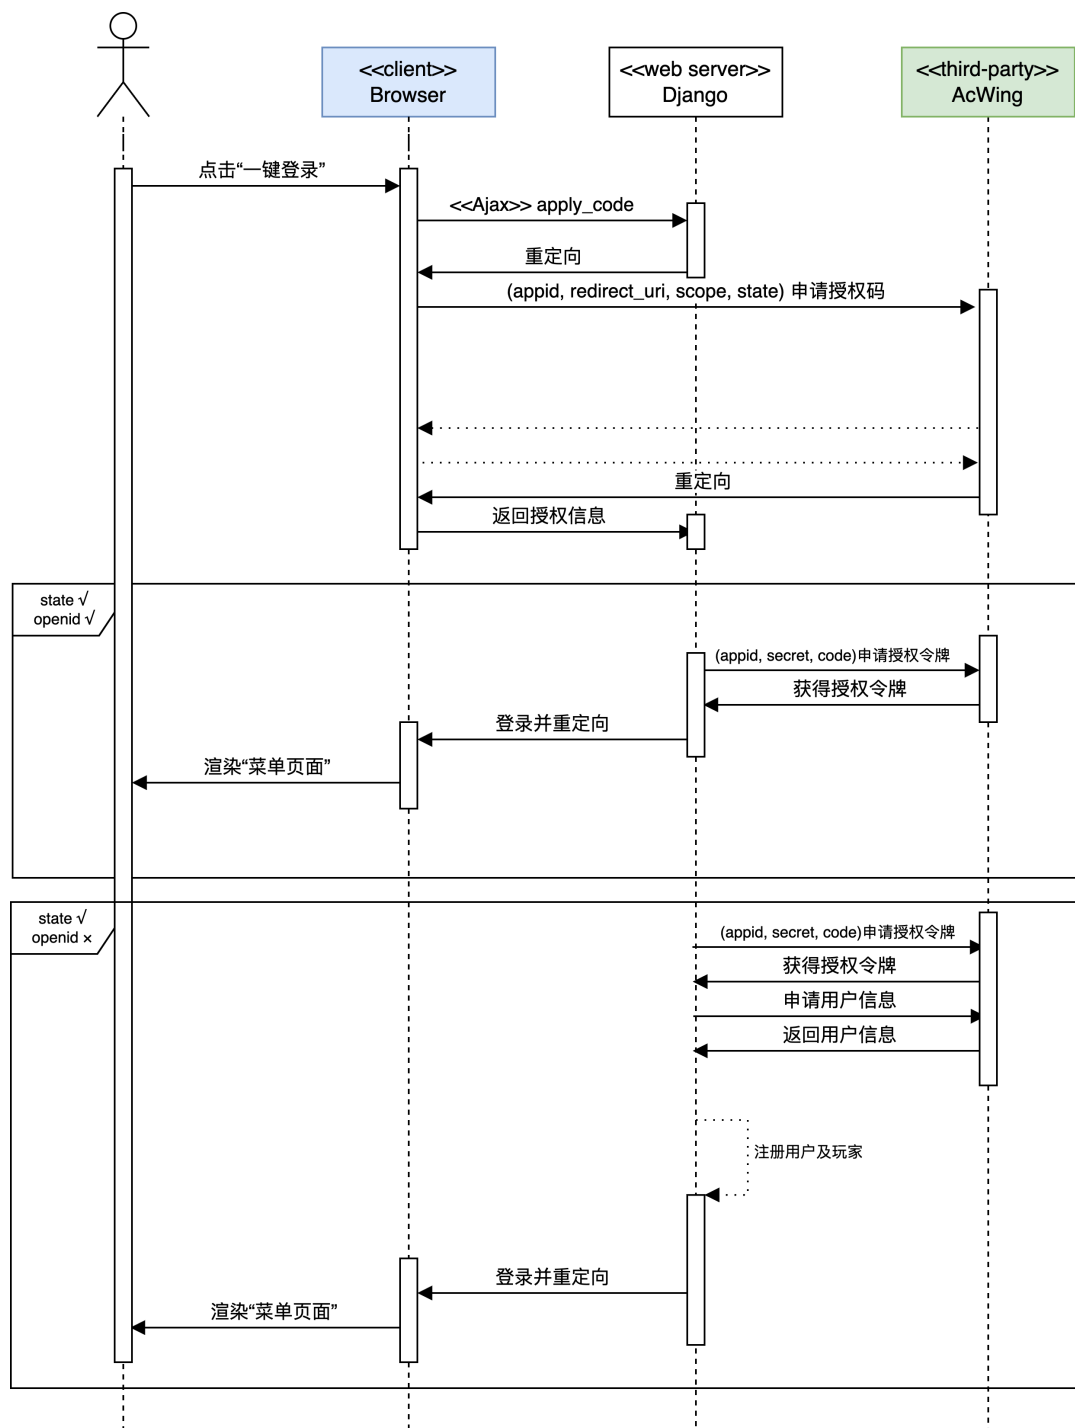 <<client>>
Browser
<<web server>>
Django
<<third-party>>
AcWing
点击“一键登录”
<<Ajax>> apply_code
重定向
(appid, redirect_uri, scope, state) 申请授权码
重定向
返回授权信息
state √
openid √
(appid, secret, code)申请授权令牌
获得授权令牌
登录并重定向
渲染“菜单页面”
state √
openid ×
(appid, secret, code)申请授权令牌
获得授权令牌
申请用户信息
返回用户信息
注册用户及玩家
登录并重定向
渲染“菜单页面”